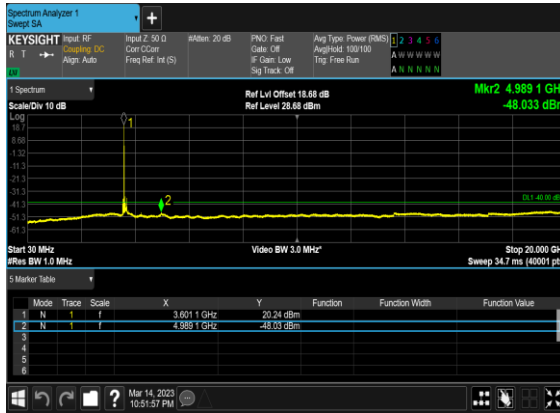 Spectrum Analyzer 1
Swept SA
KEYSIGHT
R T
Input: RF
Coupling: DC
Align: Auto
Input Z: 50 Ω
Corr CCorr
Freq Ref: Int (S)
#Atten: 20 dB
PNO: Fast
Gate: Off
IF Gain: Low
Sig Track: Off
Avg Type: Power (RMS)
Avg|Hold: 100/100
Trig: Free Run
1 2 3 4 5 6
A W W W W W
A N N N N N
1 Spectrum
Scale/Div 10 dB
Ref Lvl Offset 18.68 dB
Ref Level 28.68 dBm
Mkr2 4.989 1 GH
-48.033 dB
Log
18.7
8.68
-1.32
-11.3
-21.3
-31.3
-41.3
-51.3
-61.3
1
2
DL1 -40.00 dB
Start 30 MHz
#Res BW 1.0 MHz
Video BW 3.0 MHz*
Stop 20.000 GH
Sweep 34.7 ms (40001 pt
5 Marker Table
Mode Trace Scale X Y Function Function Width Function Value
1 N 1 f 3.601 1 GHz 20.24 dBm
2 N 1 f 4.989 1 GHz -48.03 dBm
3
4
5
6
Mar 14, 2023
10:51:57 PM